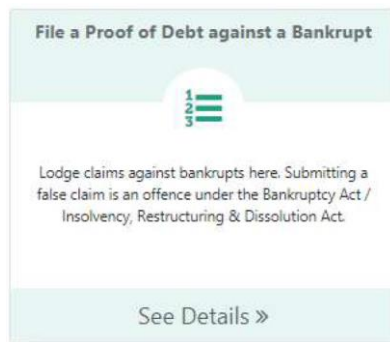 File a Proof of Debt against a Bankrupt
1
2
3
Lodge claims against bankrupts here. Submitting a
false claim is an offence under the Bankruptcy Act /
Insolvency, Restructuring & Dissolution Act.
See Details »